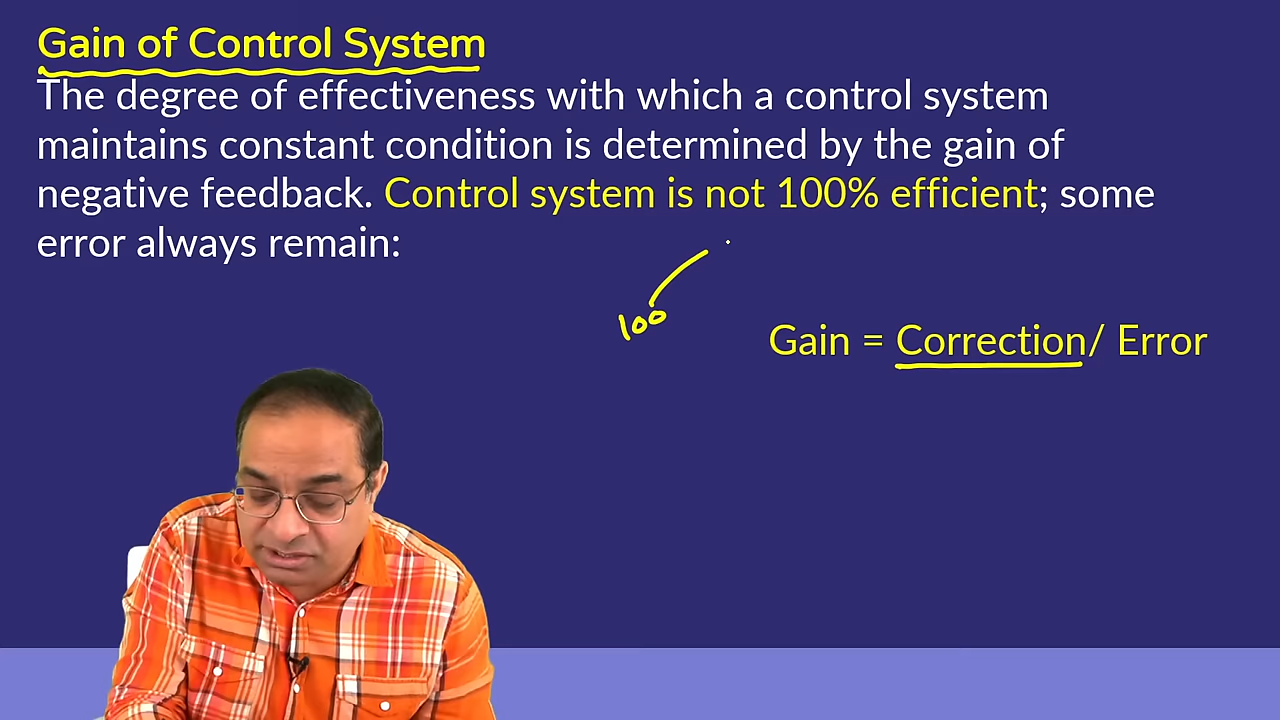 Gain of Control System
The degree of effectiveness with which a control system
maintains constant condition is determined by the gain of
negative feedback. Control system is not 100% efficient; some
error always remain:
100
Gain = Correction/ Error